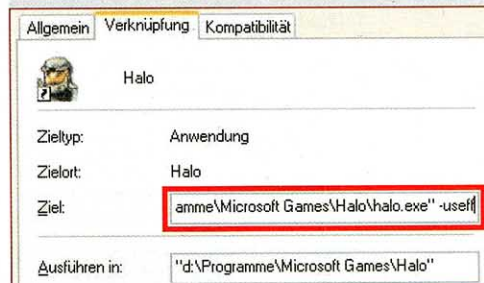 Allgemein Verknüpfung Kompatibilität
Halo
Zieltyp: Anwendung
Zielort: Halo
Ziel: amme\Microsoft Games\Halo\halo.exe" -useff
Ausführen in: "d:\Programme\Microsoft Games\Halo"